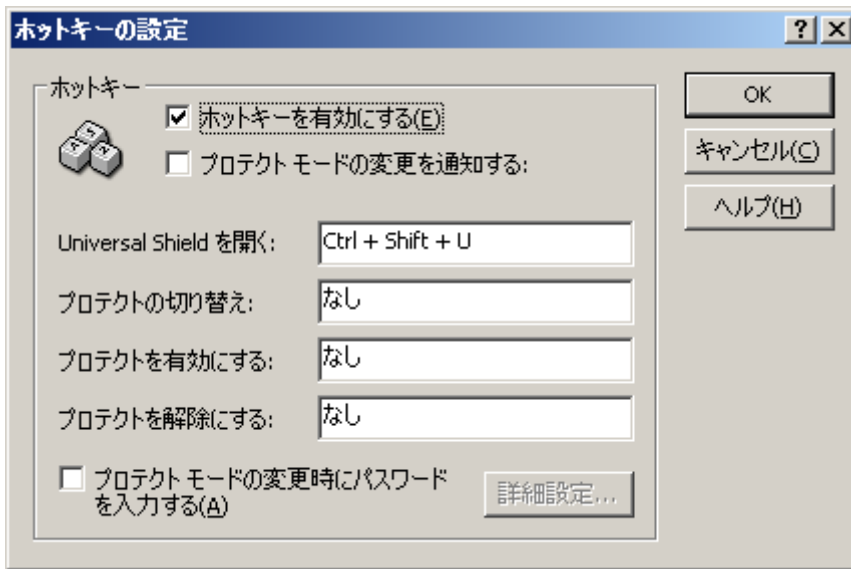 ホットキーの設定
ホットキー
ホットキーを有効にする(E)
プロテクト モードの変更を通知する:
Universal Shield を開く:
Ctrl + Shift + U
プロテクトの切り替え:
なし
プロテクトを有効にする:
なし
プロテクトを解除にする:
なし
プロテクト モードの変更時にパスワード
を入力する(A)
詳細設定...
OK
キャンセル(C)
ヘルプ(H)